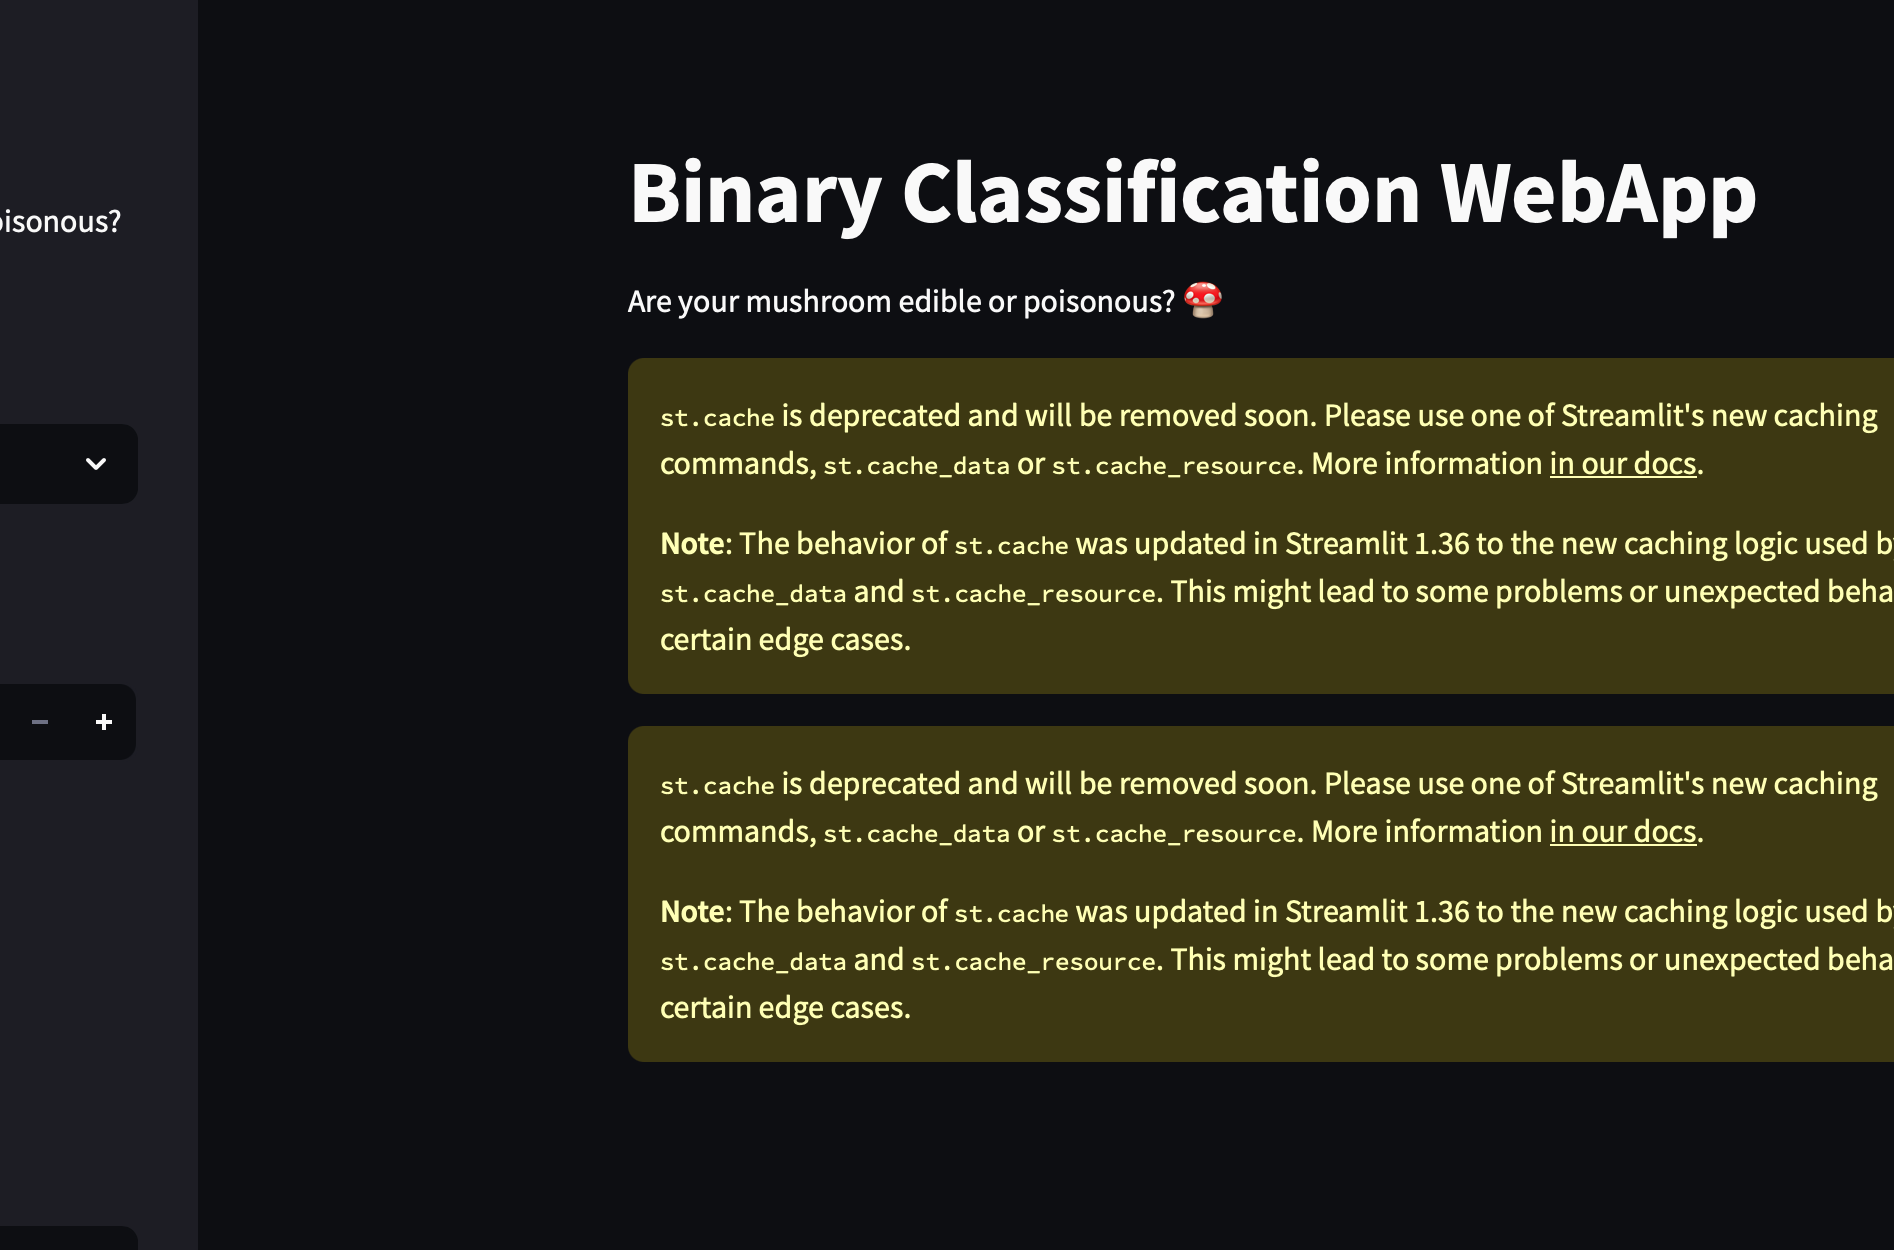 oisonous?
Binary Classification WebApp
Are your mushroom edible or poisonous? 🍄
st.cache is deprecated and will be removed soon. Please use one of Streamlit's new caching
commands, st.cache_data or st.cache_resource. More information in our docs.
Note: The behavior of st.cache was updated in Streamlit 1.36 to the new caching logic used by
st.cache_data and st.cache_resource. This might lead to some problems or unexpected beha
certain edge cases.
st.cache is deprecated and will be removed soon. Please use one of Streamlit's new caching
commands, st.cache_data or st.cache_resource. More information in our docs.
Note: The behavior of st.cache was updated in Streamlit 1.36 to the new caching logic used by
st.cache_data and st.cache_resource. This might lead to some problems or unexpected beha
certain edge cases.